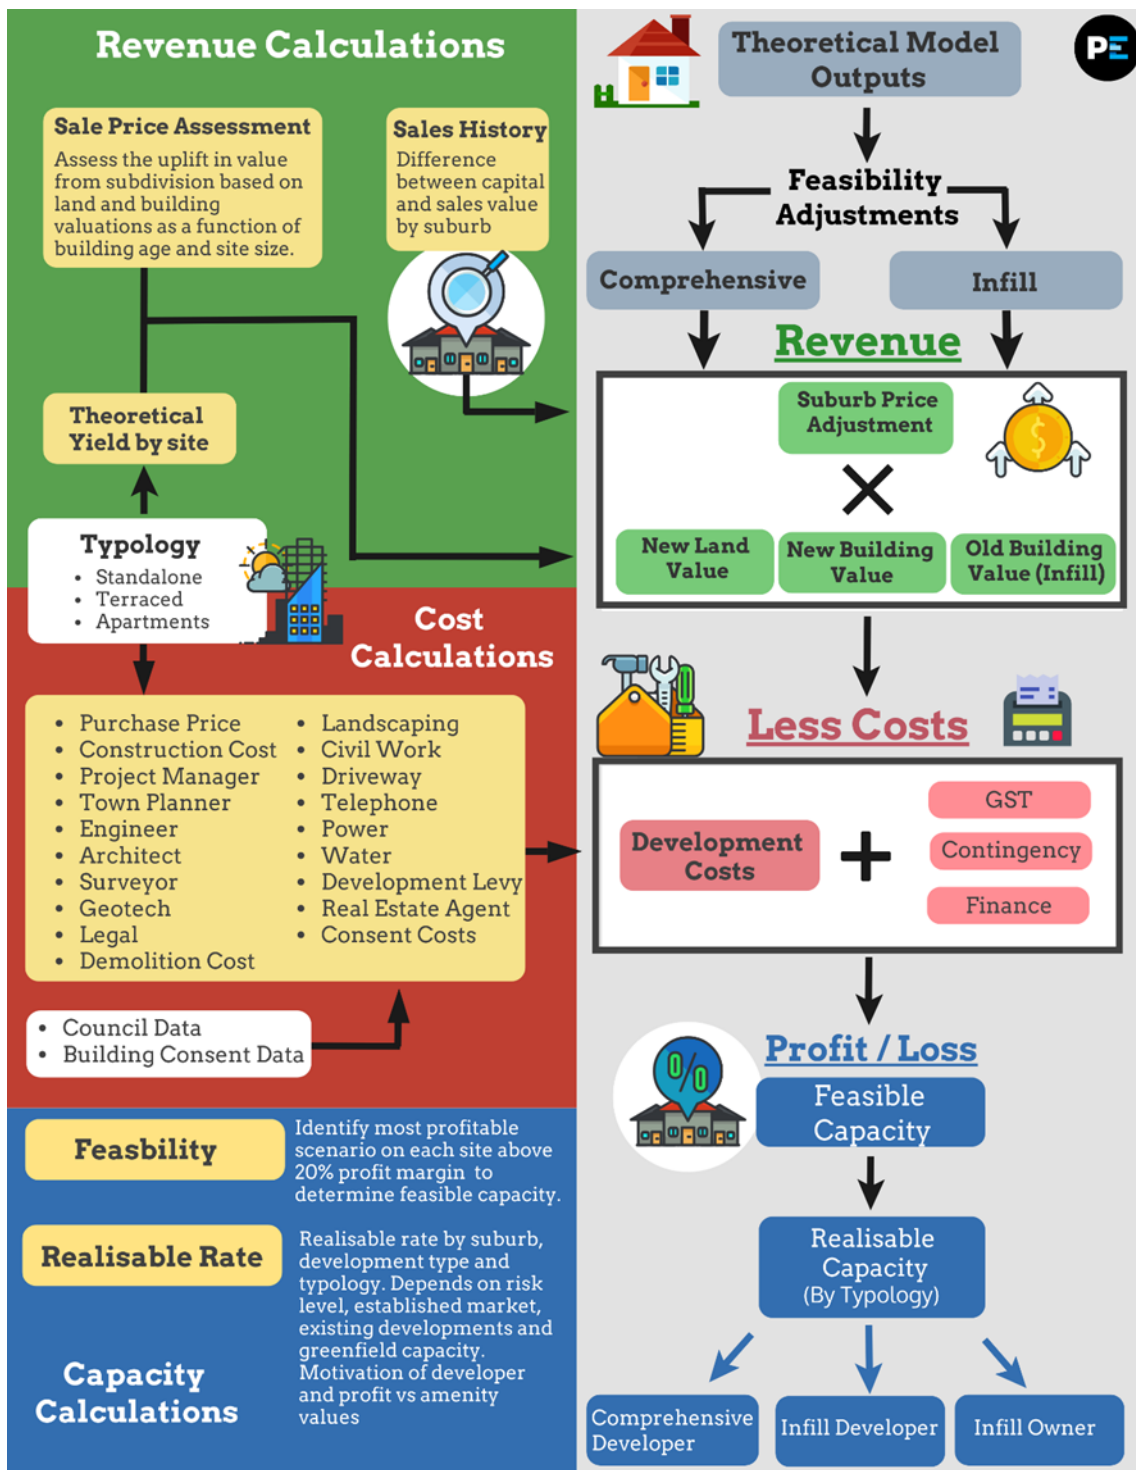 Revenue Calculations
Sale Price Assessment
Assess the uplift in value
from subdivision based on
land and building
valuations as a function of
building age and site size.
Sales History
Difference
between capital
and sales value
by suburb
Theoretical
Yield by site
Typology
• Standalone
• Terraced
• Apartments
Cost
Calculations
• Purchase Price
• Construction Cost
• Project Manager
• Town Planner
• Engineer
• Architect
• Surveyor
• Geotech
• Legal
• Demolition Cost
• Landscaping
• Civil Work
• Driveway
• Telephone
• Power
• Water
• Development Levy
• Real Estate Agent
• Consent Costs
• Council Data
• Building Consent Data
Feasbility
Identify most profitable
scenario on each site above
20% profit margin to
determine feasible capacity.
Realisable Rate
Realisable rate by suburb,
development type and
typology. Depends on risk
level, established market,
existing developments and
greenfield capacity.
Motivation of developer
and profit vs amenity
values
Capacity
Calculations
Theoretical Model
Outputs
PE
Feasibility
Adjustments
Comprehensive
Infill
Revenue
Suburb Price
Adjustment
$
New Land
Value
New Building
Value
Old Building
Value (Infill)
Less Costs
Development
Costs
+
GST
Contingency
Finance
Profit / Loss
0/0
Feasible
Capacity
Realisable
Capacity
(By Typology)
Comprehensive
Developer
Infill Developer
Infill Owner